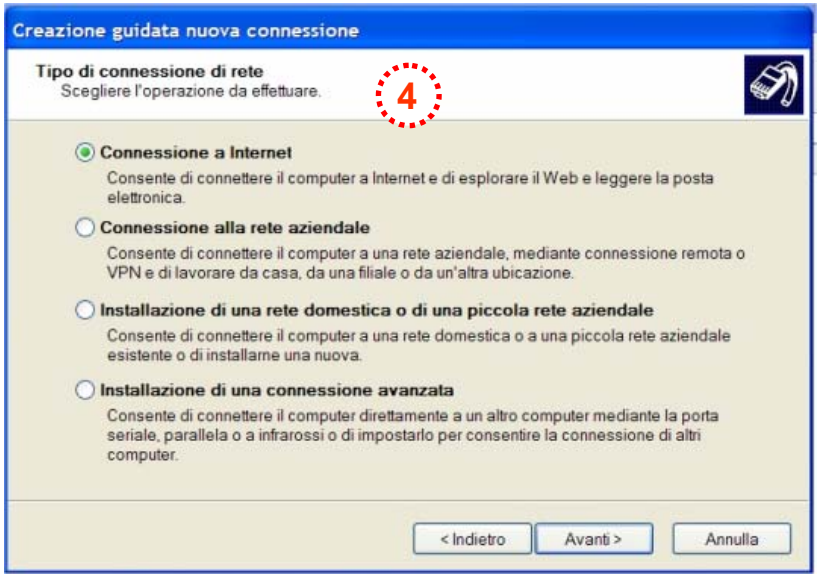 Creazione guidata nuova connessione
Tipo di connessione di rete
Scegliere l'operazione da effettuare.
4
Connessione a Internet
Consente di connettere il computer a Internet e di esplorare il Web e leggere la posta
elettronica.
Connessione alla rete aziendale
Consente di connettere il computer a una rete aziendale, mediante connessione remota o
VPN e di lavorare da casa, da una filiale o da un'altra ubicazione.
Installazione di una rete domestica o di una piccola rete aziendale
Consente di connettere il computer a una rete domestica o a una piccola rete aziendale
esistente o di installarne una nuova.
Installazione di una connessione avanzata
Consente di connettere il computer direttamente a un altro computer mediante la porta
seriale, parallela o a infrarossi o di impostarlo per consentire la connessione di altri
computer.
< Indietro Avanti > Annulla